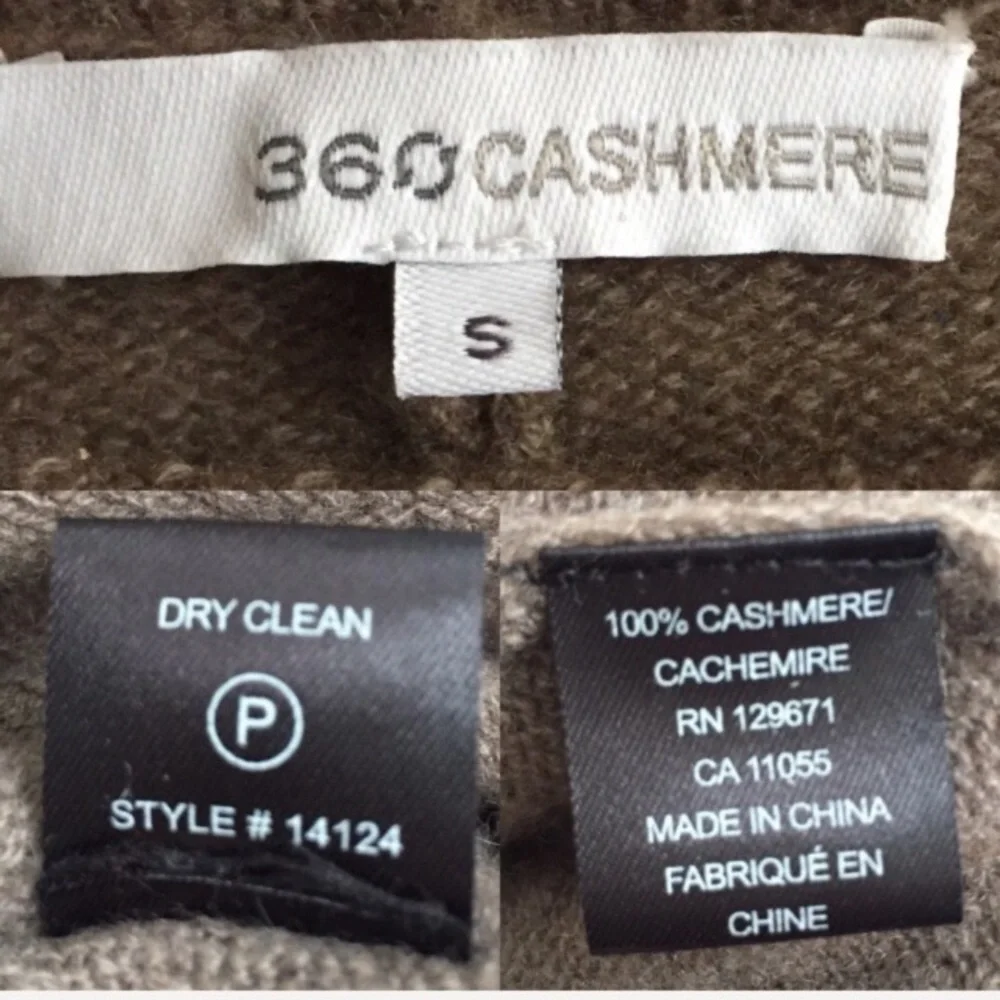 360CASHMERE
S
DRY CLEAN
P
STYLE # 14124
100% CASHMERE/
CACHEMIRE
RN 129671
CA 11055
MADE IN CHINA
FABRIQUÉ EN
CHINE